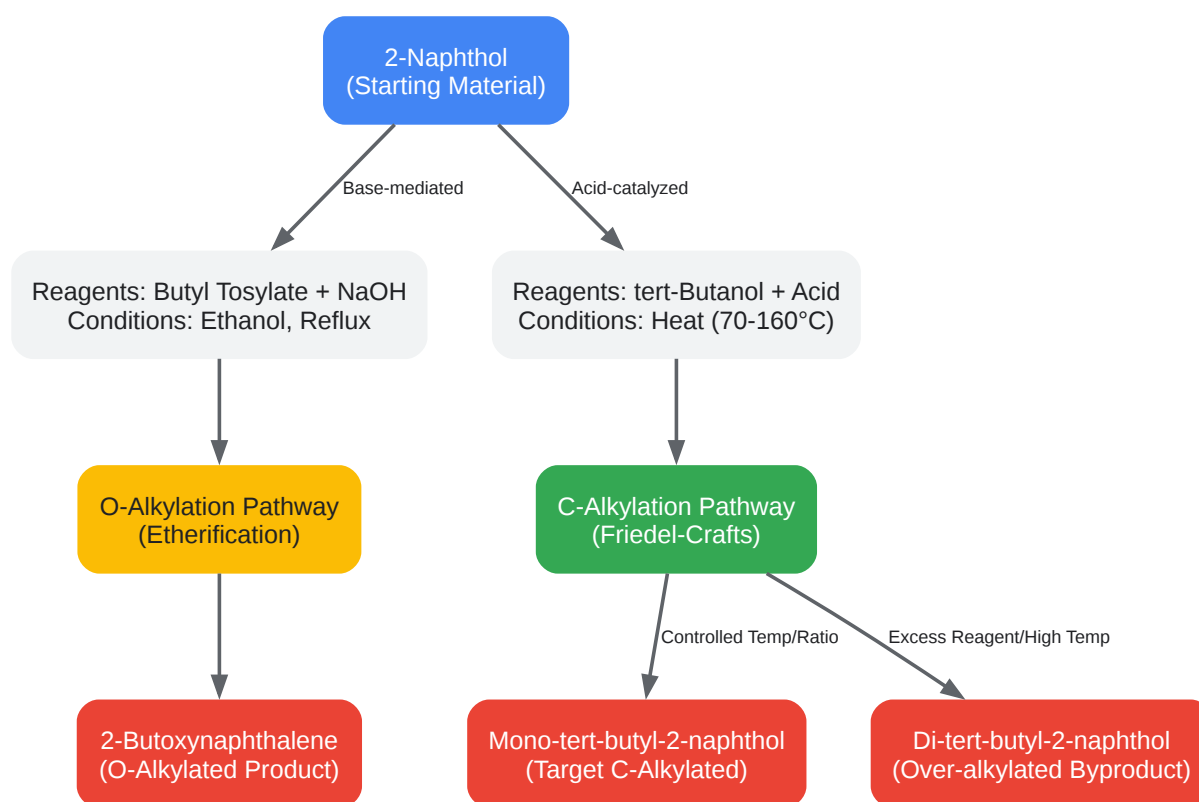 2-Naphthol
(Starting Material)
Base-mediated
Acid-catalyzed
Reagents: Butyl Tosylate + NaOH
Conditions: Ethanol, Reflux
Reagents: tert-Butanol + Acid
Conditions: Heat (70-160°C)
O-Alkylation Pathway
(Etherification)
C-Alkylation Pathway
(Friedel-Crafts)
Controlled Temp/Ratio
Excess Reagent/High Temp
2-Butoxynaphthalene
(O-Alkylated Product)
Mono-tert-butyl-2-naphthol
(Target C-Alkylated)
Di-tert-butyl-2-naphthol
(Over-alkylated Byproduct)